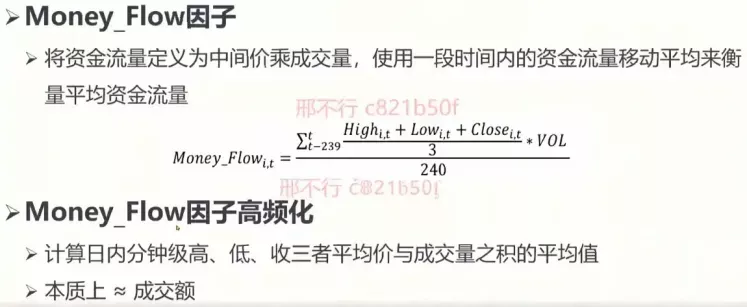 ➤Money_Flow因子
➤ 将资金流量定义为中间价乘成交量，使用一段时间内的资金流量移动平均来衡
量平均资金流量
邢不行 c821b50f
Money_Flow_{i,t} = \frac{\sum_{t-239}^{t} \frac{High_{i,t} + Low_{i,t} + Close_{i,t}}{3} * VOL}{240}
邢不行 c821b50f
➤Money_Flow因子高频化
➤ 计算日内分钟级高、低、收三者平均价与成交量之积的平均值
➤ 本质上 ≈ 成交额